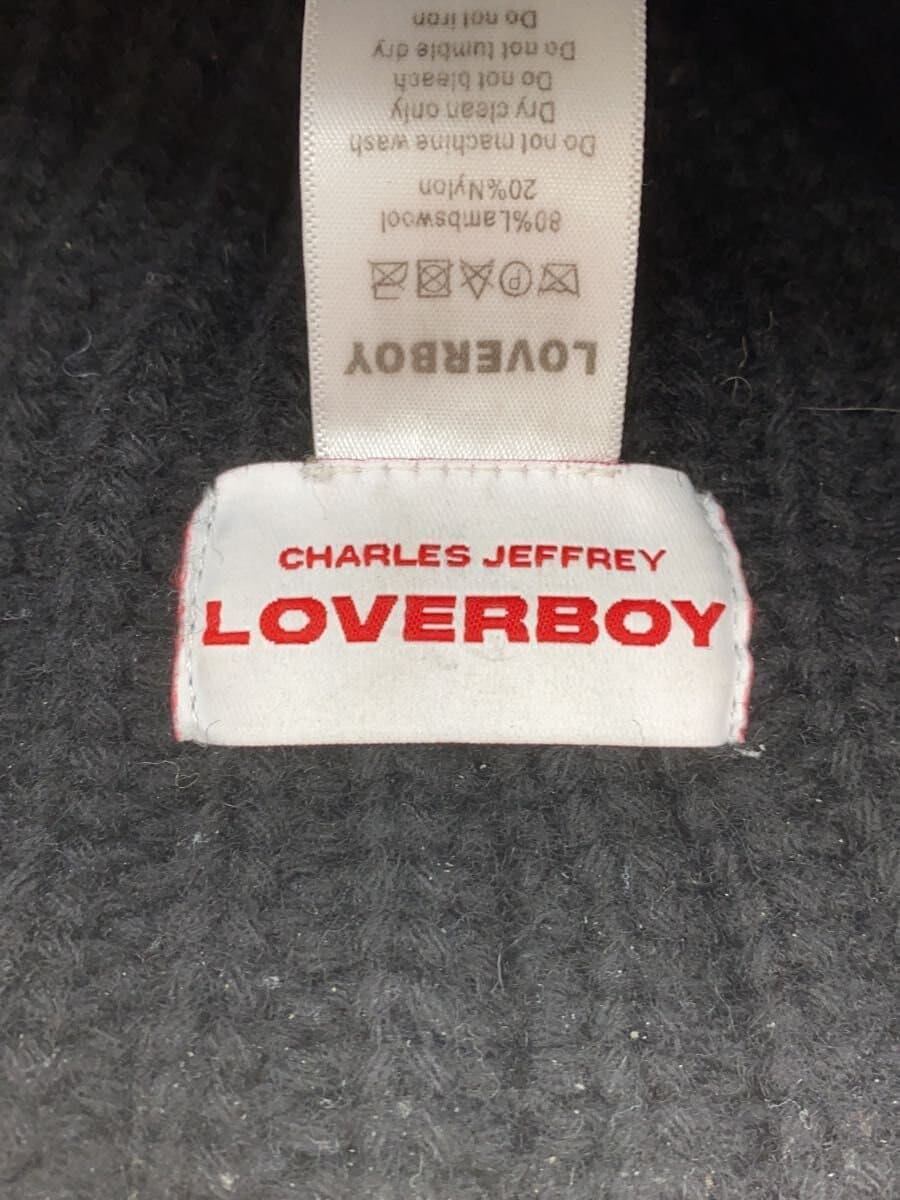 CHARLES JEFFREY
LOVERBOY
LOVERBOY
80%Lambswool
20%Nylon
Do not machine wash
Dry clean only
Do not bleach
Do not tumble dry
Do not iron